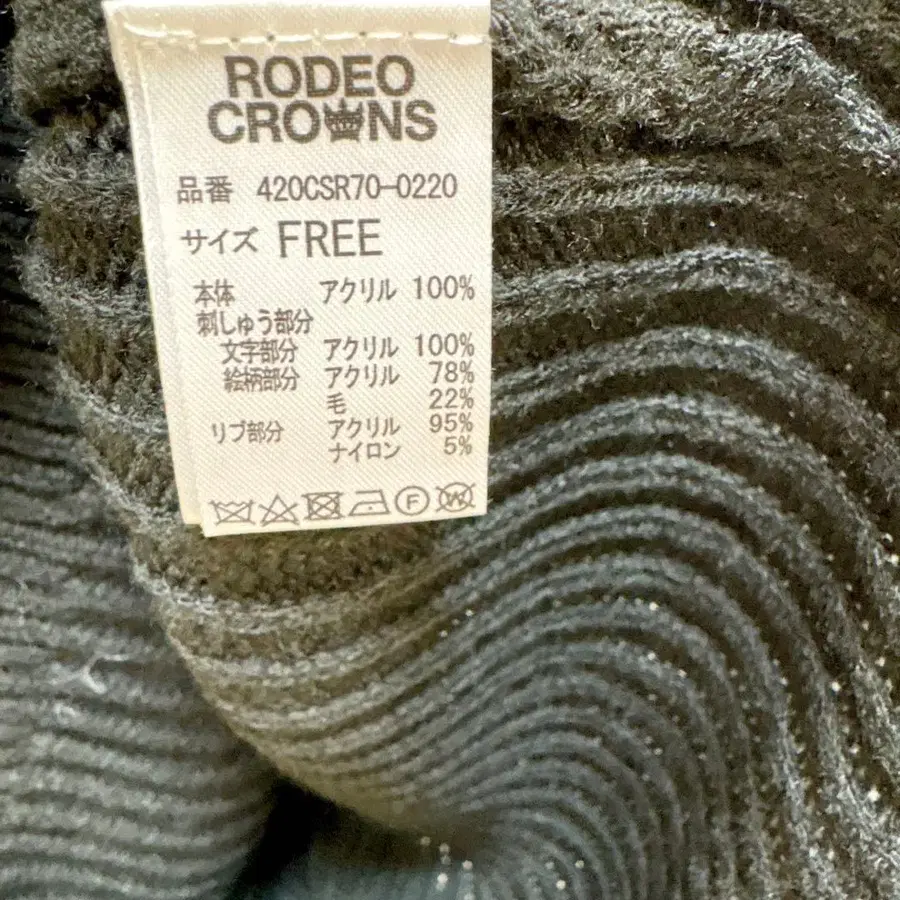 RODEO
CROWNS
品番 420CSR70-0220
サイズ FREE
本体 アクリル 100%
刺しゅう部分
文字部分 アクリル 100%
絵柄部分 アクリル 78%
毛 22%
リブ部分 アクリル 95%
ナイロン 5%
F W